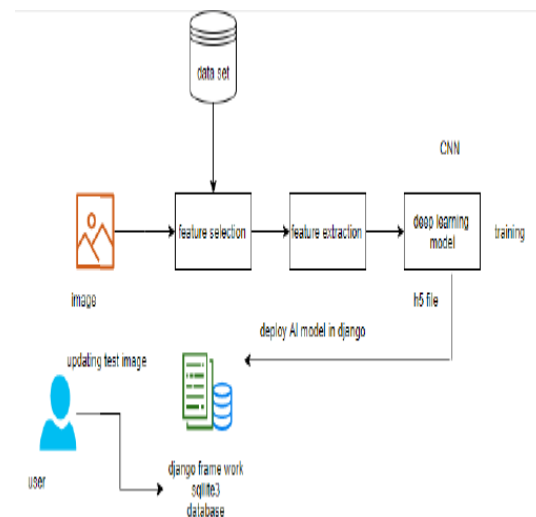 data set
CNN
feature selection
feature extraction
deep learning
model
training
image
h5 file
deploy AI model in django
updating test image
user
django frame work
sqllite3
database